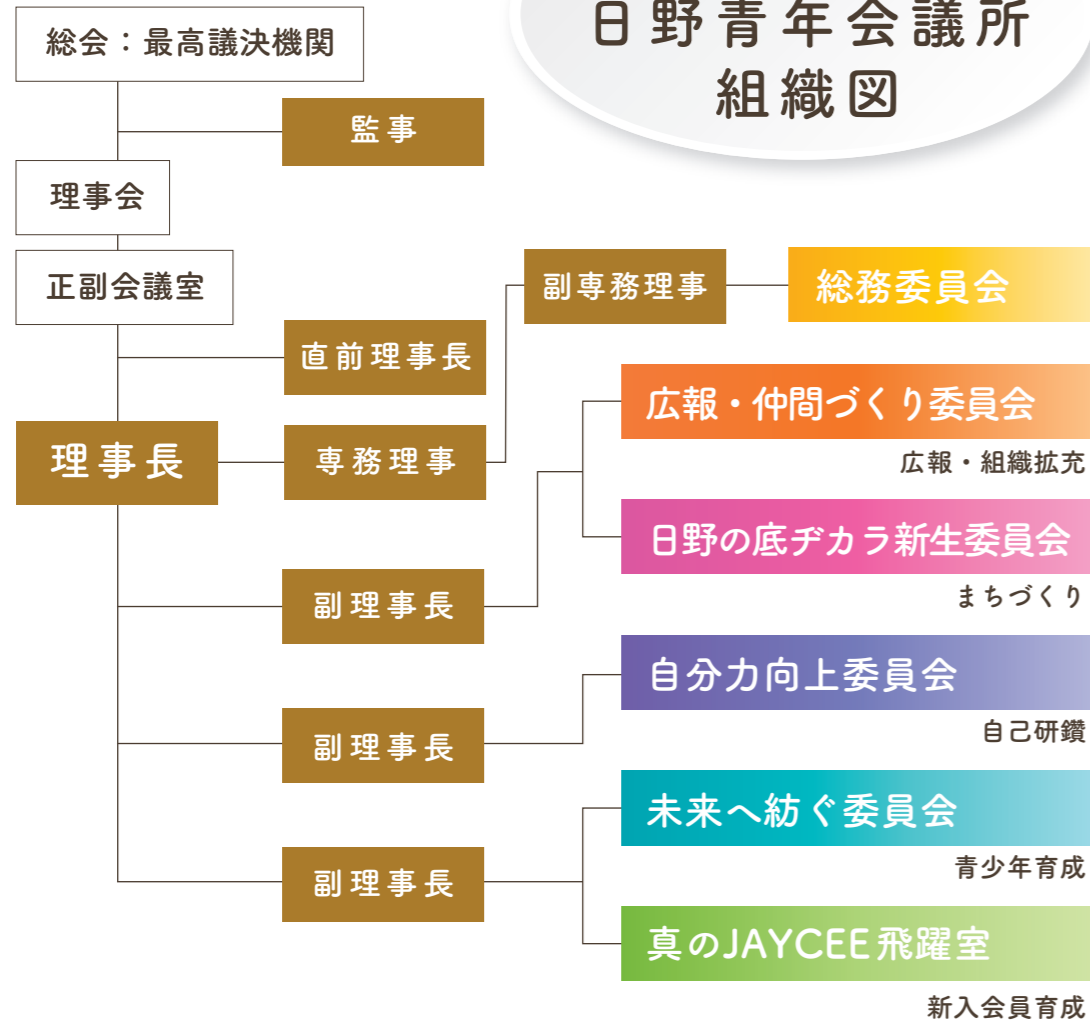 日野青年会議所
組織図
総会：最高議決機関
監事
理事会
正副会議室
直前理事長
理事長
専務理事
副専務理事
総務委員会
副理事長
広報・仲間づくり委員会
広報・組織拡充
日野の底ヂカラ新生委員会
まちづくり
副理事長
自分力向上委員会
自己研鑽
副理事長
未来へ紡ぐ委員会
青少年育成
真のJAYCEE飛躍室
新入会員育成